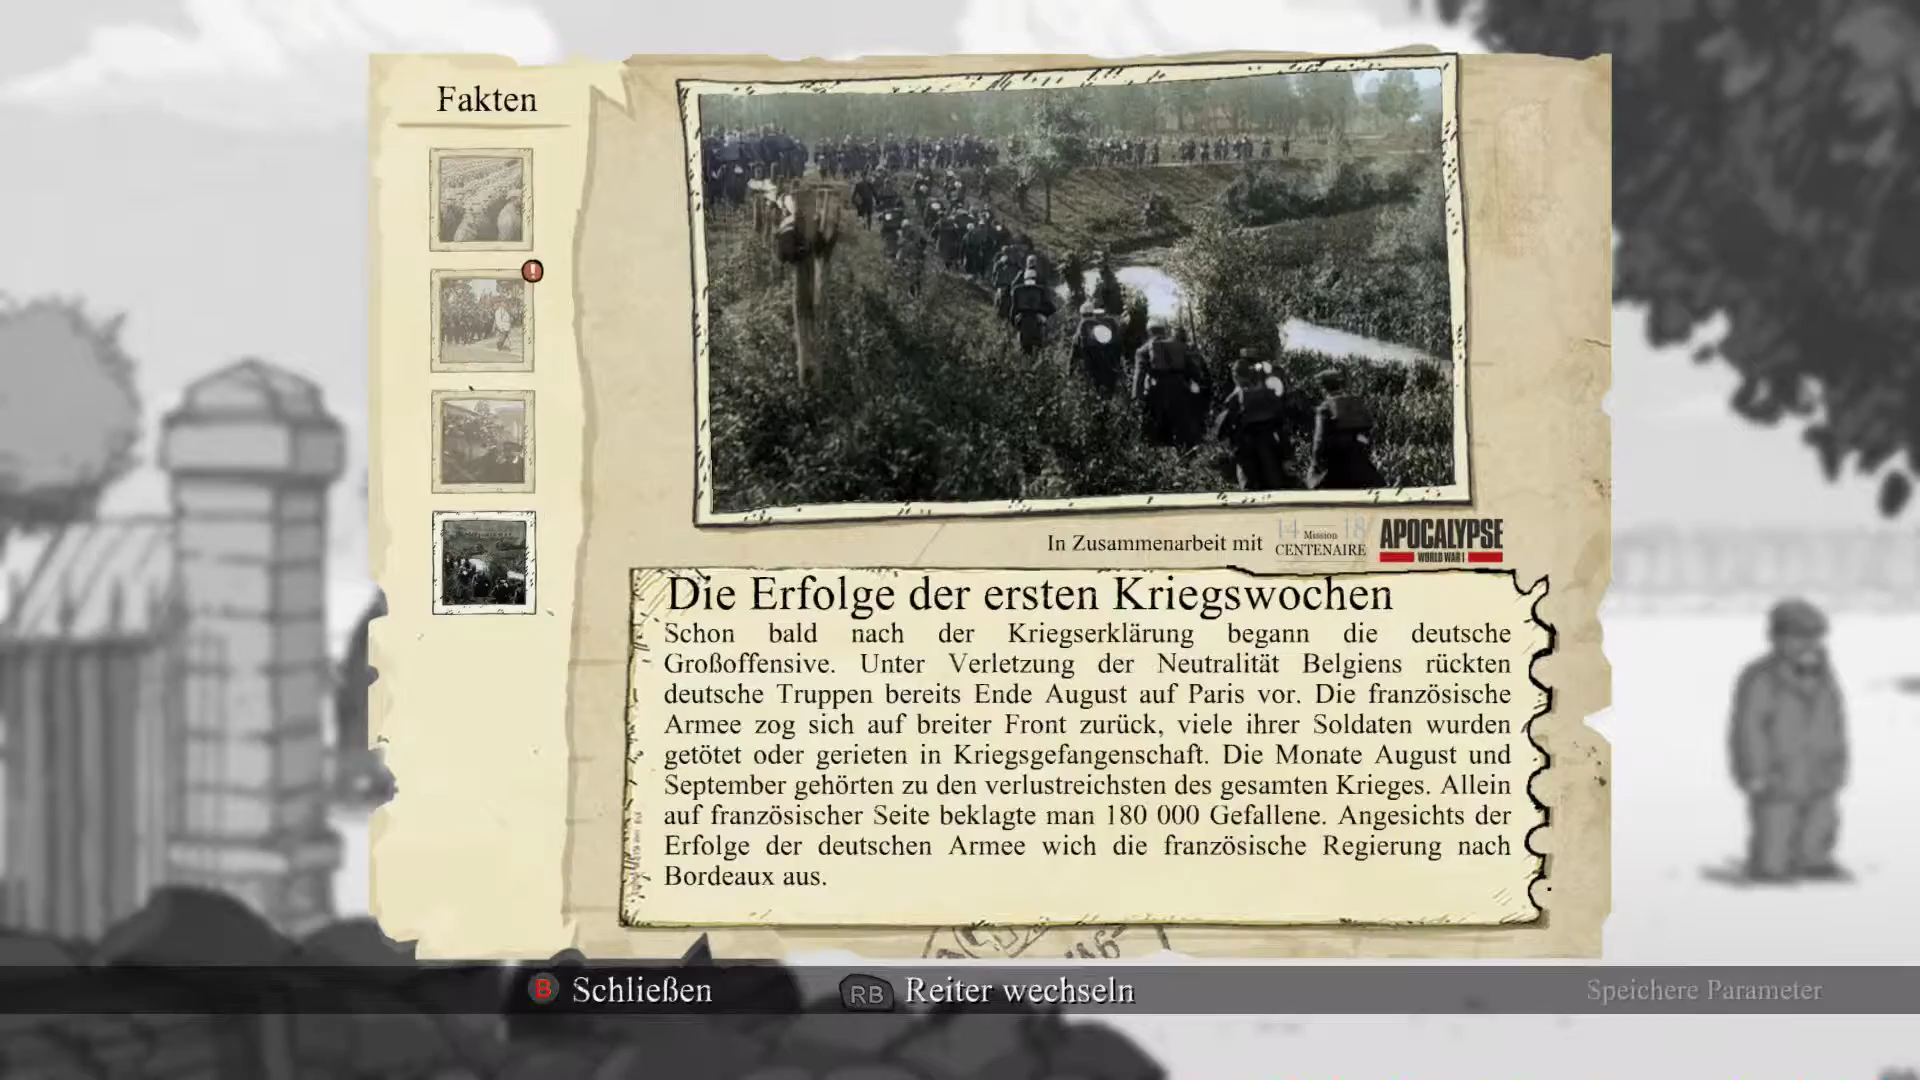 Fakten
In Zusammenarbeit mit
14 18
Mission
CENTENAIRE
APOCALYPSE
WORLD WAR I
Die Erfolge der ersten Kriegswochen
Schon bald nach der Kriegserklärung begann die deutsche
Großoffensive. Unter Verletzung der Neutralität Belgiens rückten
deutsche Truppen bereits Ende August auf Paris vor. Die französische
Armee zog sich auf breiter Front zurück, viele ihrer Soldaten wurden
getötet oder gerieten in Kriegsgefangenschaft. Die Monate August und
September gehörten zu den verlustreichsten des gesamten Krieges. Allein
auf französischer Seite beklagte man 180 000 Gefallene. Angesichts der
Erfolge der deutschen Armee wich die französische Regierung nach
Bordeaux aus.
B Schließen
RB Reiter wechseln
Speichere Parameter